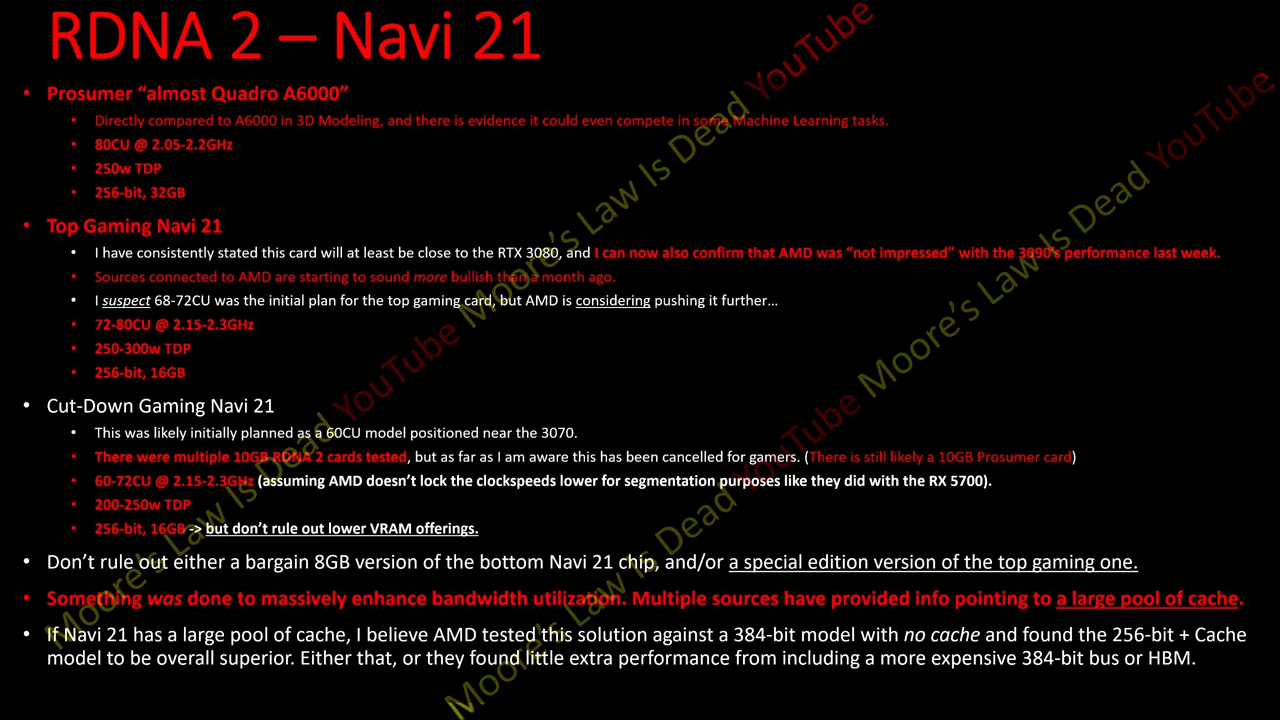 RDNA 2 – Navi 21
• Prosumer “almost Quadro A6000”
• Directly compared to A6000 in 3D Modeling, and there is evidence it could even compete in some Machine Learning tasks.
• 80CU @ 2.05-2.2GHz
• 250w TDP
• 256-bit, 32GB
• Top Gaming Navi 21
• I have consistently stated this card will at least be close to the RTX 3080, and I can now also confirm that AMD was “not impressed” with the 3090’s performance last week.
• Sources connected to AMD are starting to sound more bullish than a month ago.
• I suspect 68-72CU was the initial plan for the top gaming card, but AMD is considering pushing it further…
• 72-80CU @ 2.15-2.3GHz
• 250-300w TDP
• 256-bit, 16GB
• Cut-Down Gaming Navi 21
• This was likely initially planned as a 60CU model positioned near the 3070.
• There were multiple 10GB RDNA 2 cards tested, but as far as I am aware this has been cancelled for gamers. (There is still likely a 10GB Prosumer card)
• 60-72CU @ 2.15-2.3GHz (assuming AMD doesn’t lock the clockspeeds lower for segmentation purposes like they did with the RX 5700).
• 200-250w TDP
• 256-bit, 16GB -> but don’t rule out lower VRAM offerings.
• Don’t rule out either a bargain 8GB version of the bottom Navi 21 chip, and/or a special edition version of the top gaming one.
• Something was done to massively enhance bandwidth utilization. Multiple sources have provided info pointing to a large pool of cache.
• If Navi 21 has a large pool of cache, I believe AMD tested this solution against a 384-bit model with no cache and found the 256-bit + Cache
model to be overall superior. Either that, or they found little extra performance from including a more expensive 384-bit bus or HBM.
Moore’s Law Is Dead YouTube Moore’s Law Is Dead YouTube
Moore’s Law Is Dead YouTube Moore’s Law Is Dead YouTube